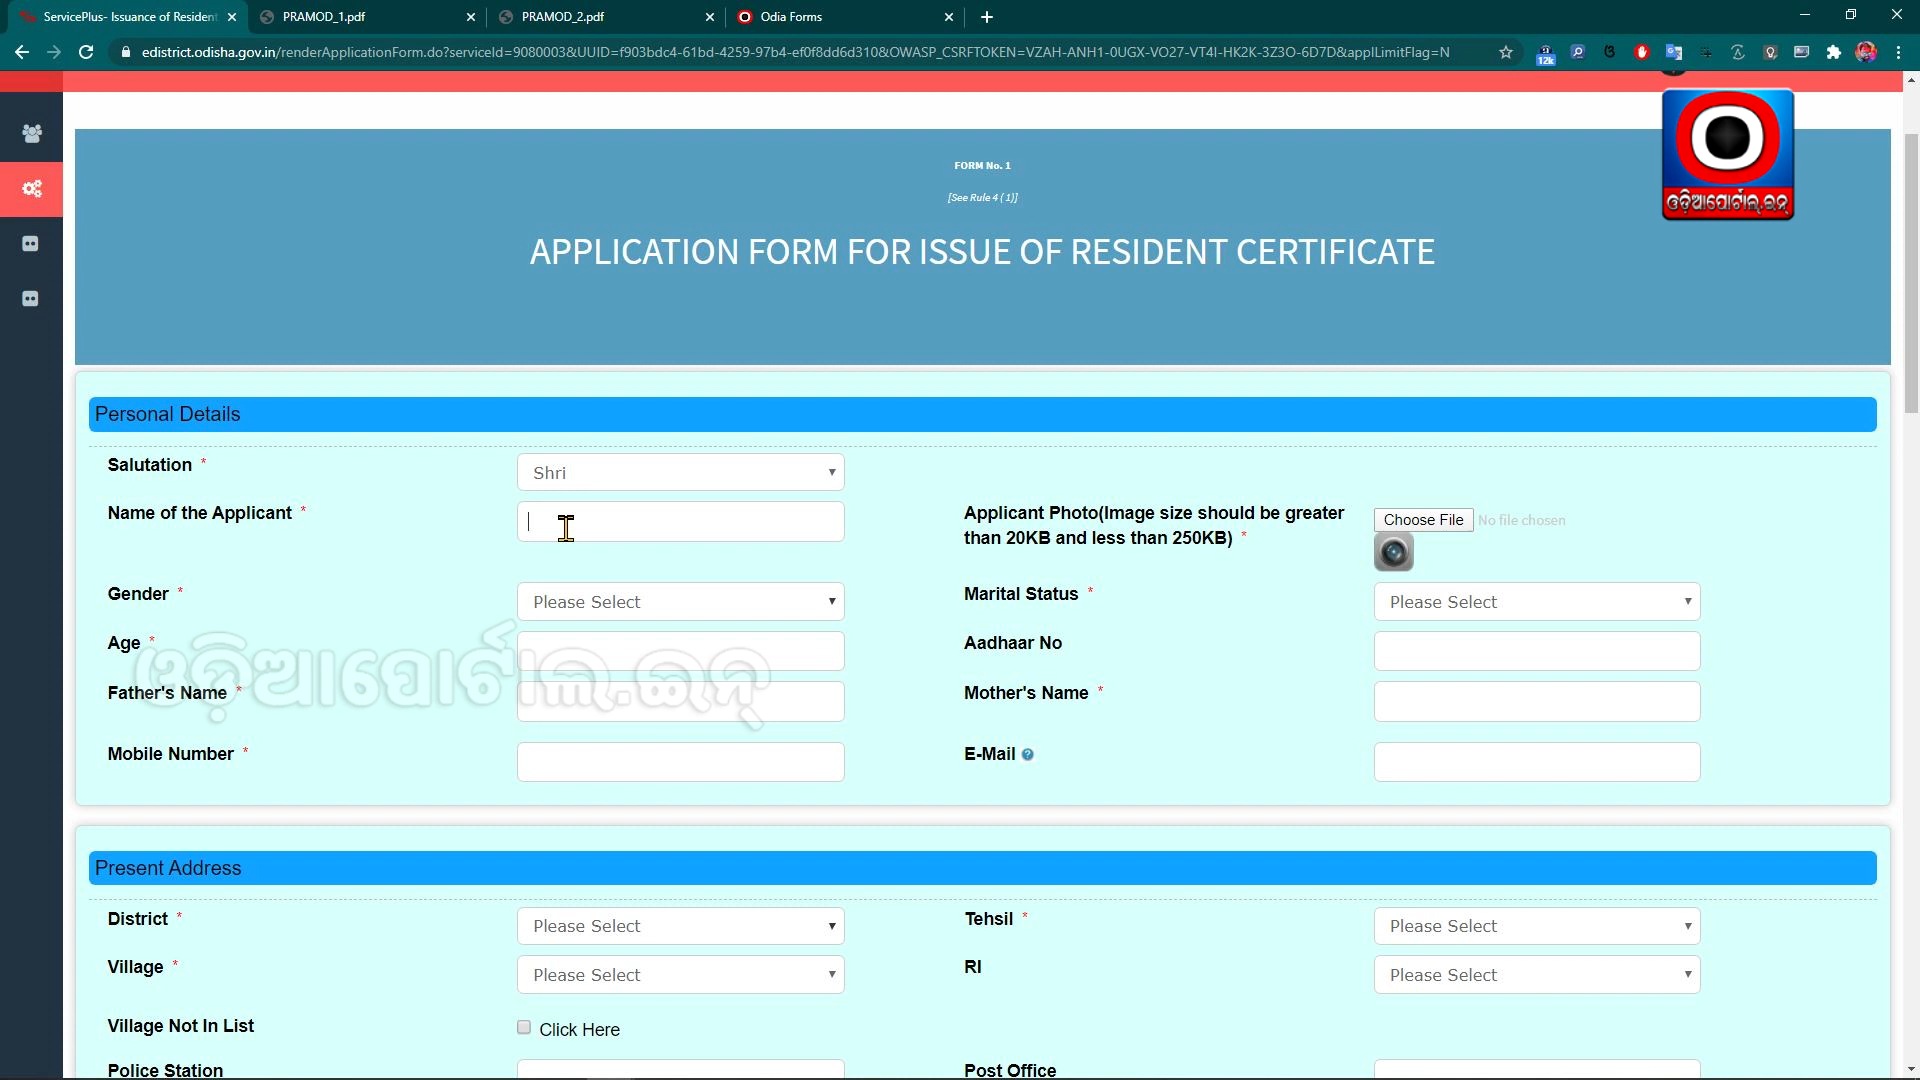 ServicePlus- Issuance of Resident
PRAMOD_1.pdf
PRAMOD_2.pdf
Odia Forms
edistrict.odisha.gov.in/renderApplicationForm.do?serviceId=9080003&UUID=f903bdc4-61bd-4259-97b4-ef0f8dd6d310&OWASP_CSRFTOKEN=VZAH-ANH1-0UGX-VO27-VT4I-HK2K-3Z3O-6D7D&applLimitFlag=N
12k
FORM No. 1
[See Rule 4 ( 1)]
APPLICATION FORM FOR ISSUE OF RESIDENT CERTIFICATE
ଓଡ଼ିଆପୋର୍ଟାଲ୍.ଇନ୍
Personal Details
Salutation *
Shri
Name of the Applicant *
Applicant Photo(Image size should be greater
than 20KB and less than 250KB) *
Choose File No file chosen
Gender *
Please Select
Marital Status *
Please Select
Age *
Aadhaar No
ଓଡ଼ିଆପୋର୍ଟାଲ୍.ଇନ୍
Father's Name *
Mother's Name *
Mobile Number *
E-Mail ?
Present Address
District *
Please Select
Tehsil *
Please Select
Village *
Please Select
RI
Please Select
Village Not In List
Click Here
Police Station
Post Office